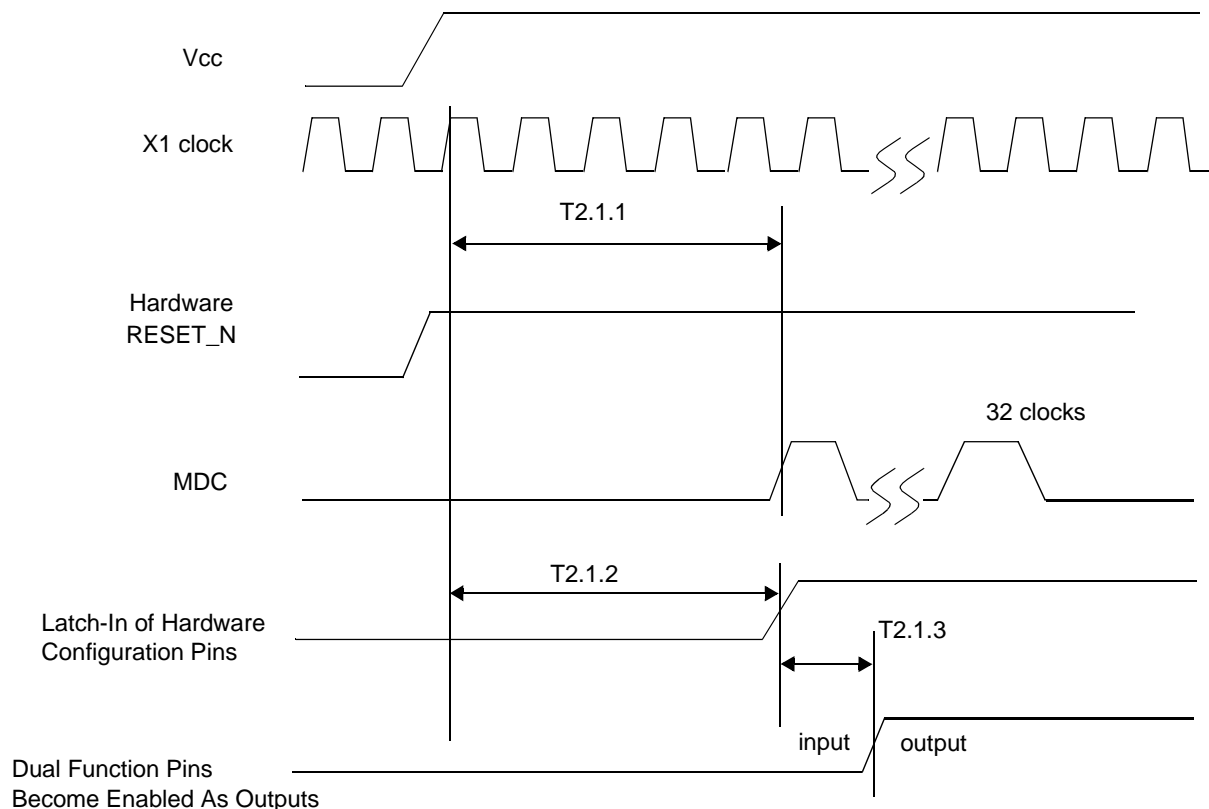 Vcc
X1 clock
T2.1.1
Hardware
RESET_N
32 clocks
MDC
T2.1.2
Latch-In of Hardware
Configuration Pins
T2.1.3
input
output
Dual Function Pins
Become Enabled As Outputs